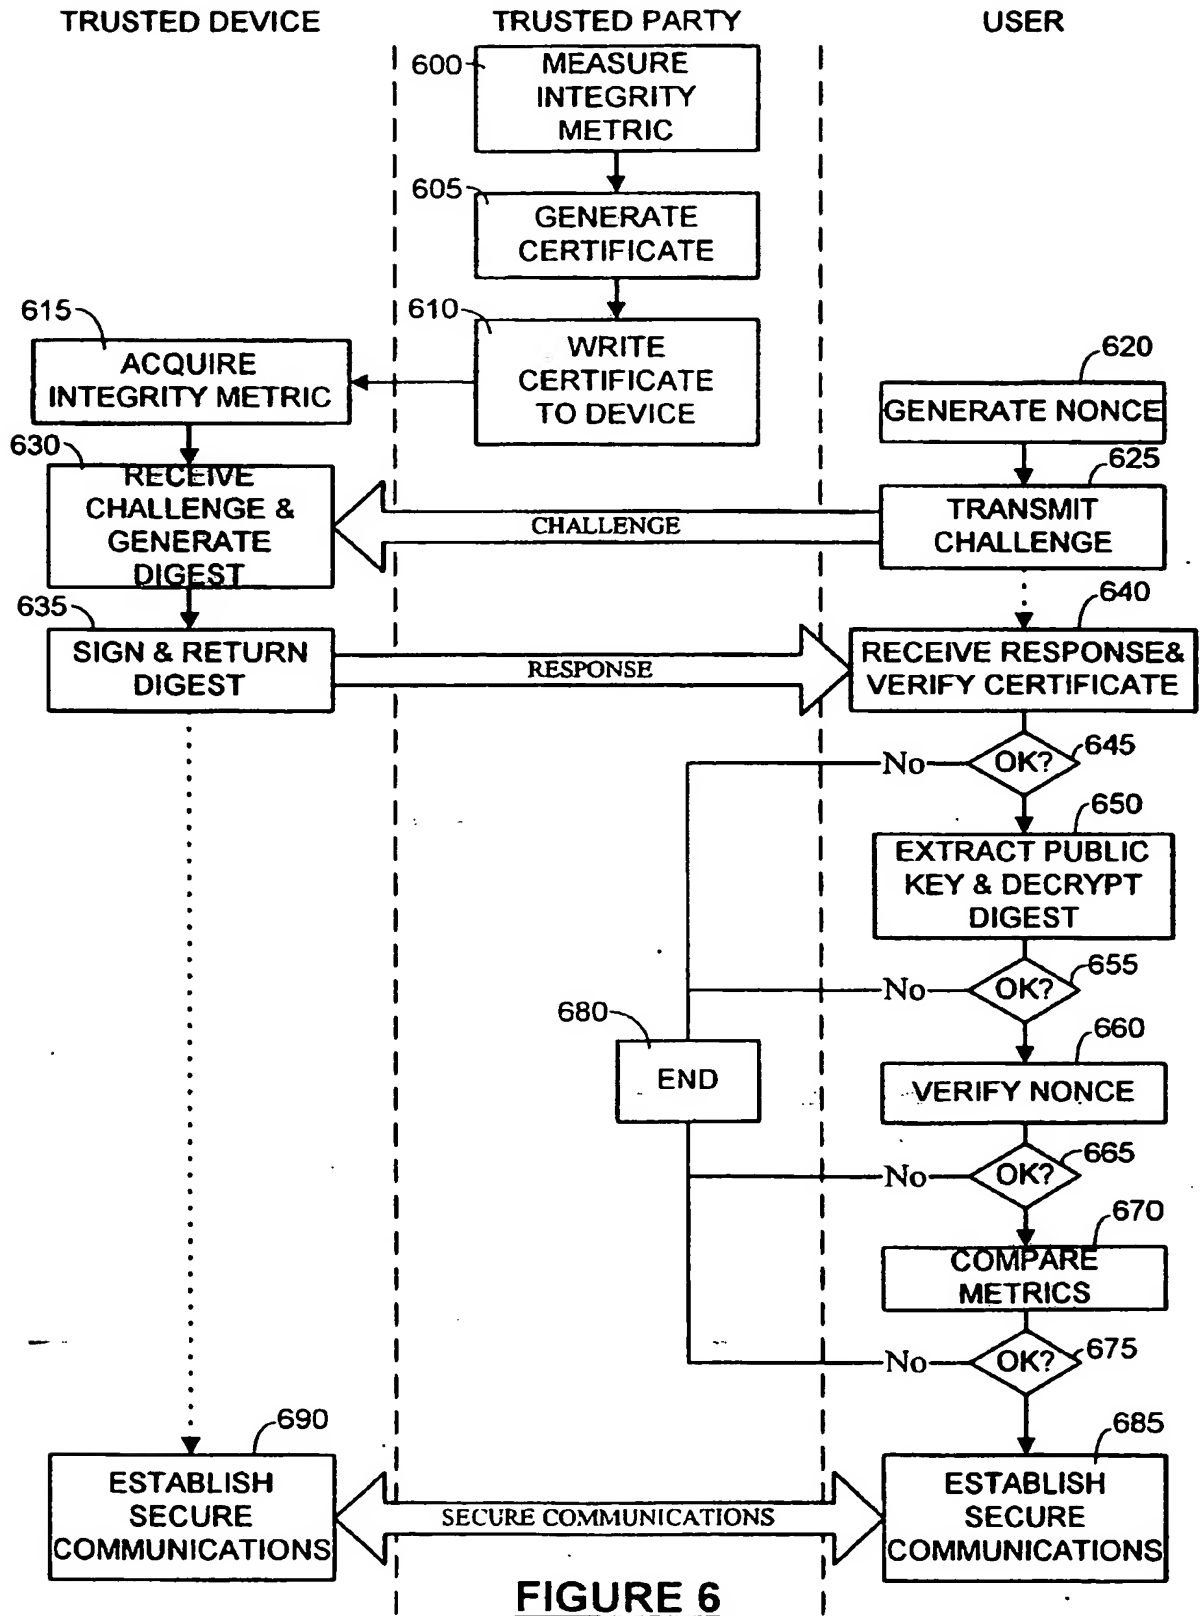 TRUSTED DEVICE
TRUSTED PARTY
USER
600
MEASURE
INTEGRITY
METRIC
605
GENERATE
CERTIFICATE
610
WRITE
CERTIFICATE
TO DEVICE
615
ACQUIRE
INTEGRITY METRIC
620
GENERATE NONCE
625
TRANSMIT
CHALLENGE
CHALLENGE
630
RECEIVE
CHALLENGE &
GENERATE
DIGEST
635
SIGN & RETURN
DIGEST
RESPONSE
640
RECEIVE RESPONSE&
VERIFY CERTIFICATE
OK?
645
No
650
EXTRACT PUBLIC
KEY & DECRYPT
DIGEST
OK?
655
No
680
END
660
VERIFY NONCE
OK?
665
No
670
COMPARE
METRICS
OK?
675
No
690
ESTABLISH
SECURE
COMMUNICATIONS
SECURE COMMUNICATIONS
685
ESTABLISH
SECURE
COMMUNICATIONS
FIGURE 6